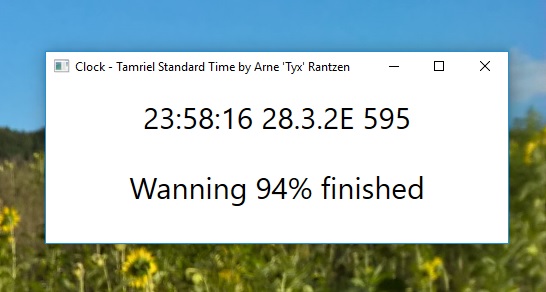 Clock - Tamriel Standard Time by Arne 'Tyx' Rantzen
23:58:16 28.3.2E 595
Wanning 94% finished